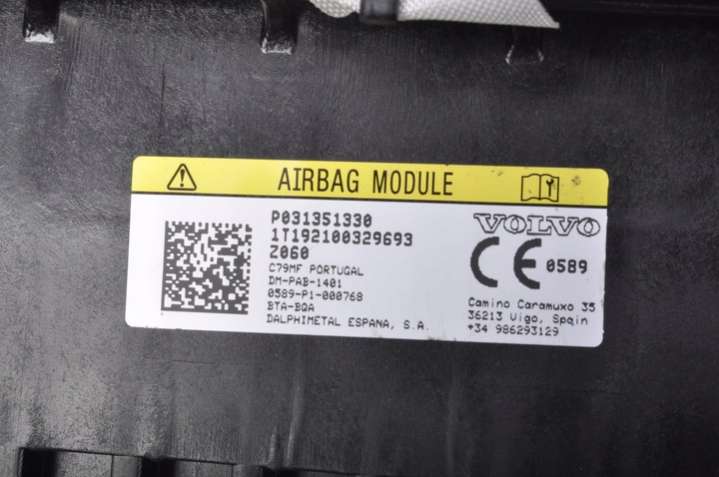 AIRBAG MODULE
P031351330
1T192100329693
Z060
C79MF PORTUGAL
DM-PAB-1401
0589-P1-000768
BTA-BQA
DALPHIMETAL ESPANA, S.A.
VOLVO
CE 0589
Camino Caramuxo 35
36213 Vigo, Spain
+34 986293129